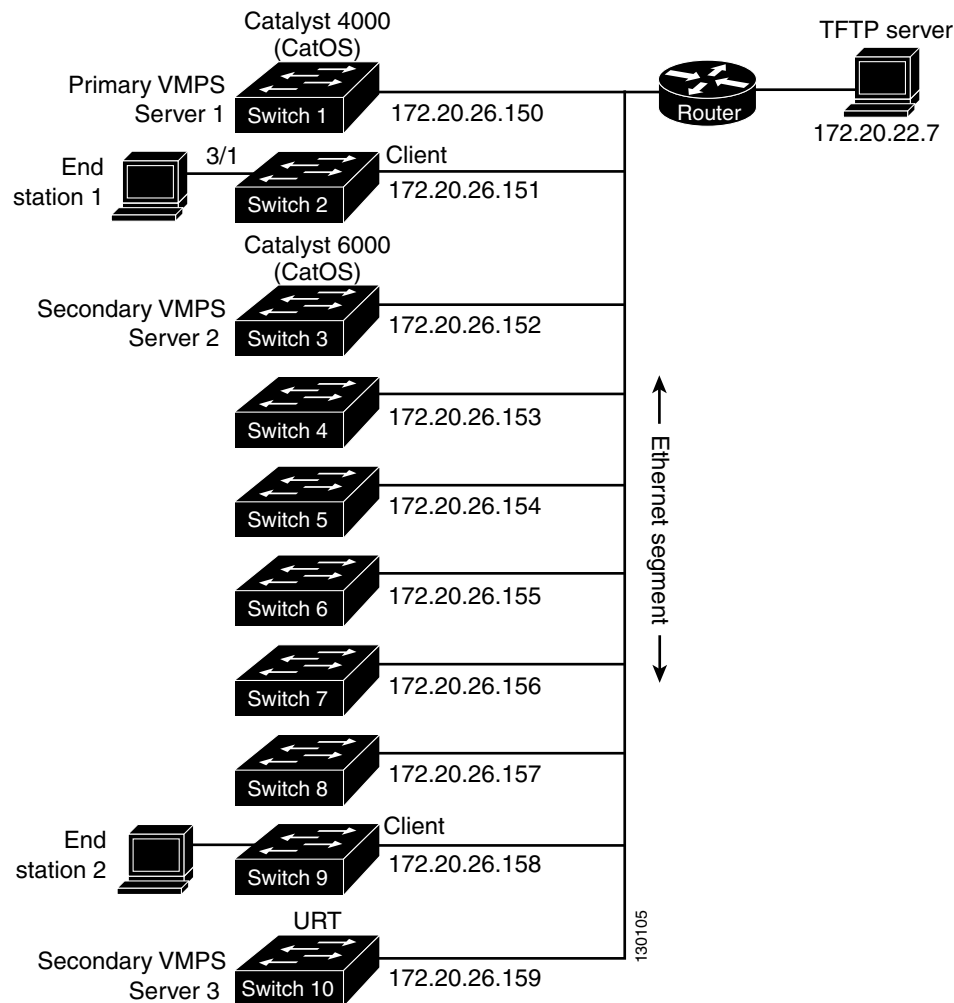 Catalyst 4000
(CatOS)
TFTP server
Primary VMPS
Server 1
Switch 1
172.20.26.150
Router
172.20.22.7
End
station 1
3/1
Client
Switch 2
172.20.26.151
Catalyst 6000
(CatOS)
Secondary VMPS
Server 2
Switch 3
172.20.26.152
Switch 4
172.20.26.153
Switch 5
172.20.26.154
Ethernet segment
Switch 6
172.20.26.155
Switch 7
172.20.26.156
Switch 8
172.20.26.157
End
station 2
Client
Switch 9
172.20.26.158
URT
Secondary VMPS
Server 3
Switch 10
172.20.26.159
130105